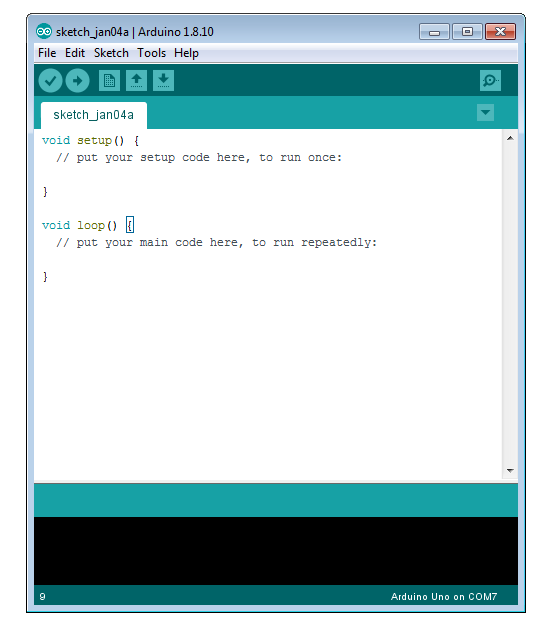 sketch_jan04a | Arduino 1.8.10
File Edit Sketch Tools Help
sketch_jan04a
void setup() {
  // put your setup code here, to run once:
}
void loop() {
  // put your main code here, to run repeatedly:
}
9 Arduino Uno on COM7